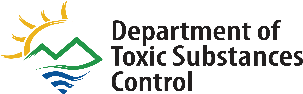 Department of
Toxic Substances
Control